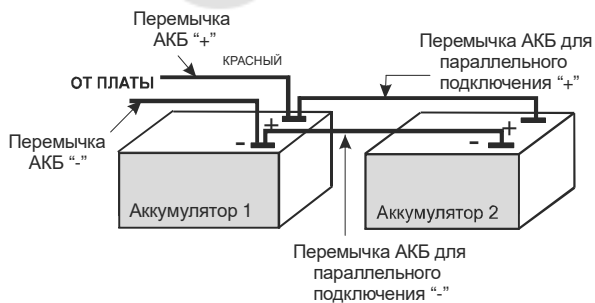 Перемычка
АКБ “+”
КРАСНЫЙ
Перемычка АКБ для
параллельного
подключения “+”
ОТ ПЛАТЫ
Перемычка
АКБ “-”
+
-
+
-
Аккумулятор 1
Аккумулятор 2
Перемычка АКБ для
параллельного
подключения “-”